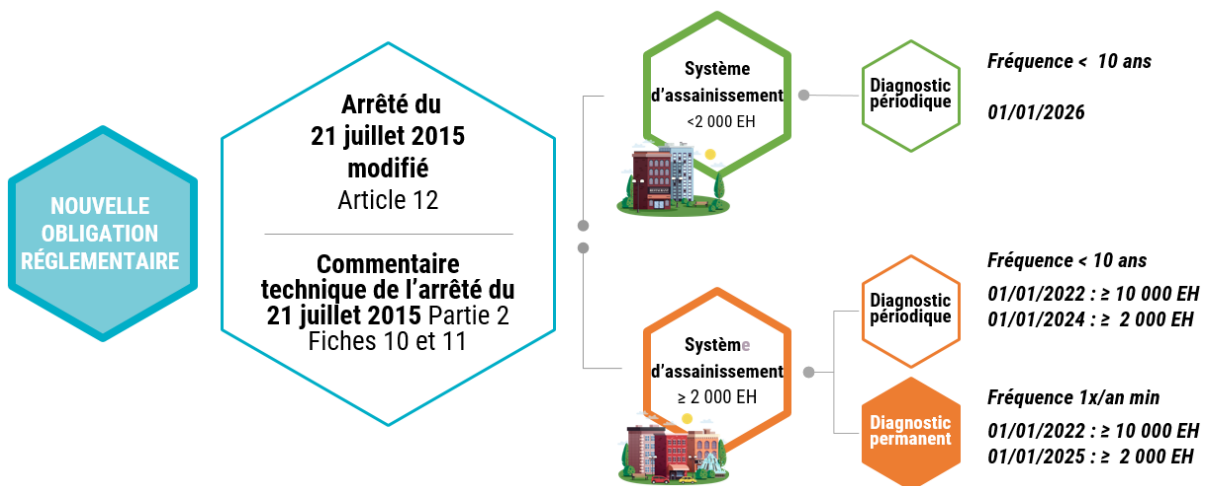 NOUVELLE
OBLIGATION
RÉGLEMENTAIRE
Arrêté du
21 juillet 2015
modifié
Article 12
Commentaire
technique de l'arrêté du
21 juillet 2015 Partie 2
Fiches 10 et 11
Système
d'assainissement
<2 000 EH
Diagnostic
périodique
Fréquence < 10 ans
01/01/2026
Système
d'assainissement
≥ 2 000 EH
Diagnostic
périodique
Fréquence < 10 ans
01/01/2022 : ≥ 10 000 EH
01/01/2024 : ≥ 2 000 EH
Diagnostic
permanent
Fréquence 1x/an min
01/01/2022 : ≥ 10 000 EH
01/01/2025 : ≥ 2 000 EH